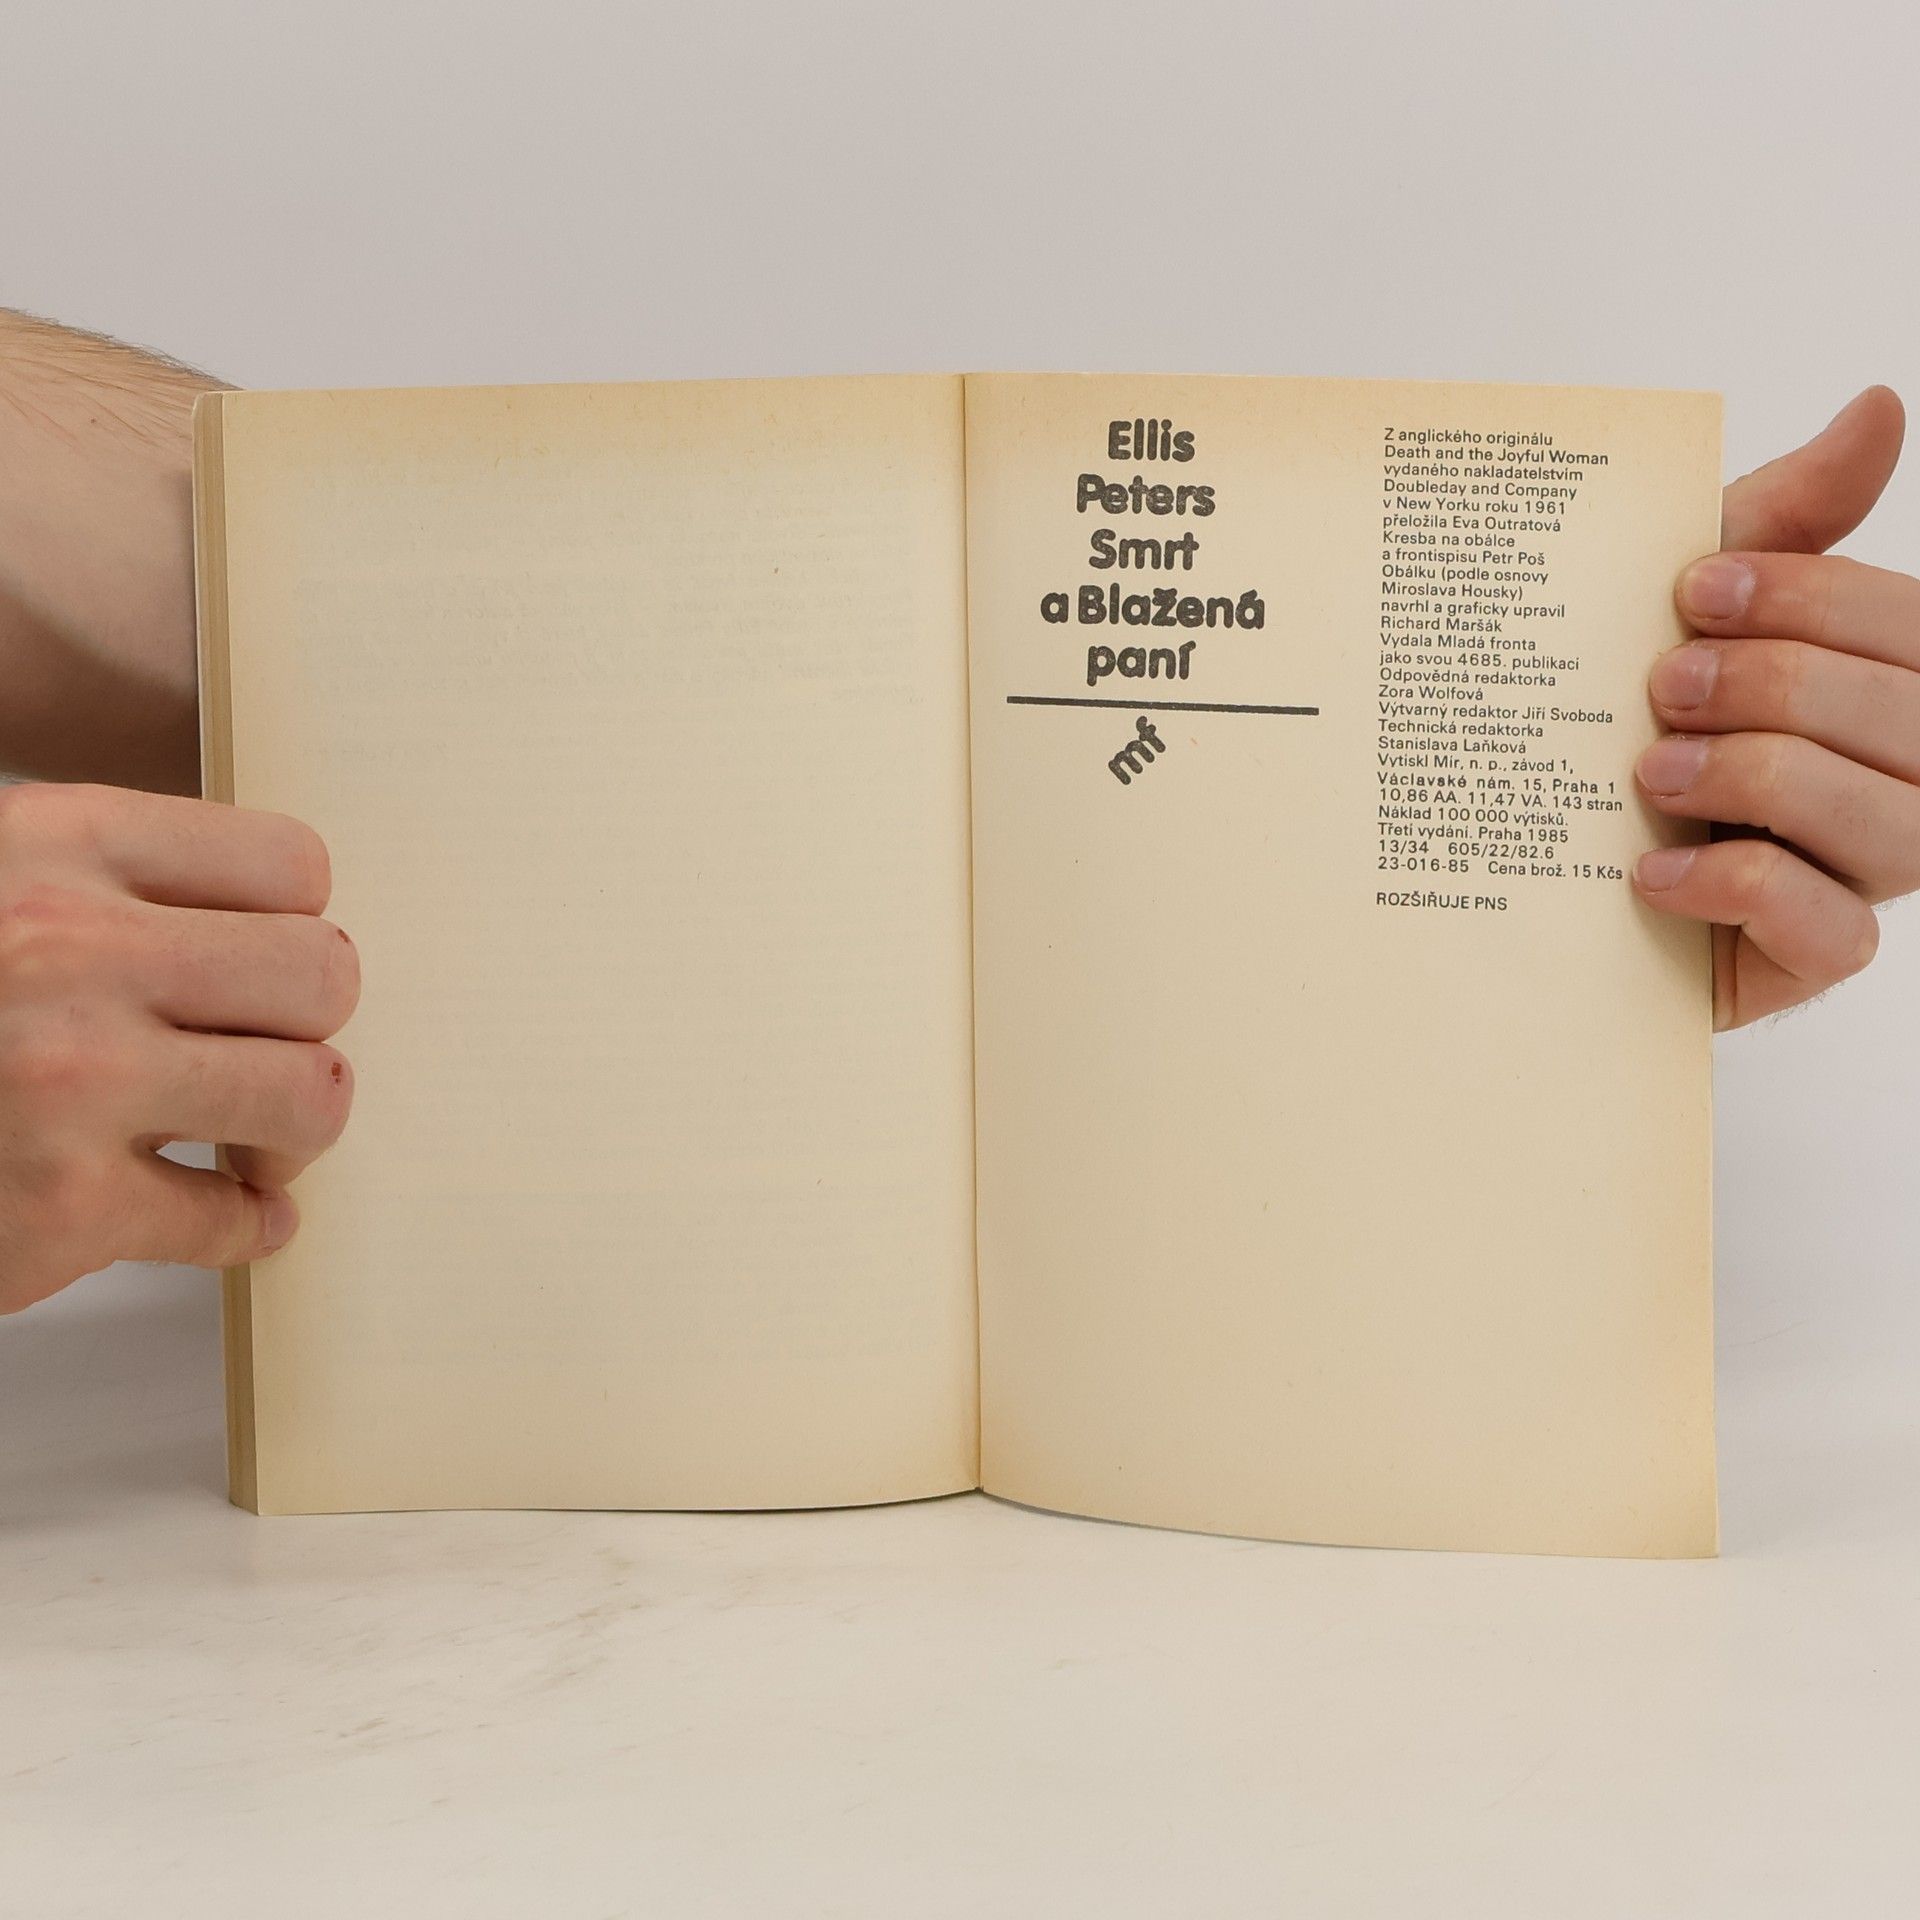 Ellis
Peters
Smrt
a Blažená
paní
mf
Z anglického originálu
Death and the Joyful Woman
vydaného nakladatelstvím
Doubleday and Company
v New Yorku roku 1961
přeložila Eva Outratová
Kresba na obálce
a frontispisu Petr Poš
Obálku (podle osnovy
Miroslava Housky)
navrhl a graficky upravil
Richard Maršák
Vydala Mladá fronta
jako svou 4685. publikaci
Odpovědná redaktorka
Zora Wolfová
Výtvarný redaktor Jiří Svoboda
Technická redaktorka
Stanislava Laňková
Vytiskl Mír, n. p., závod 1,
Václavské nám. 15, Praha 1
10,86 AA. 11,47 VA. 143 stran
Náklad 100 000 výtisků.
Třetí vydání. Praha 1985
13/34 605/22/82.6
23-016-85 Cena brož. 15 Kčs
ROZŠIŘUJE PNS